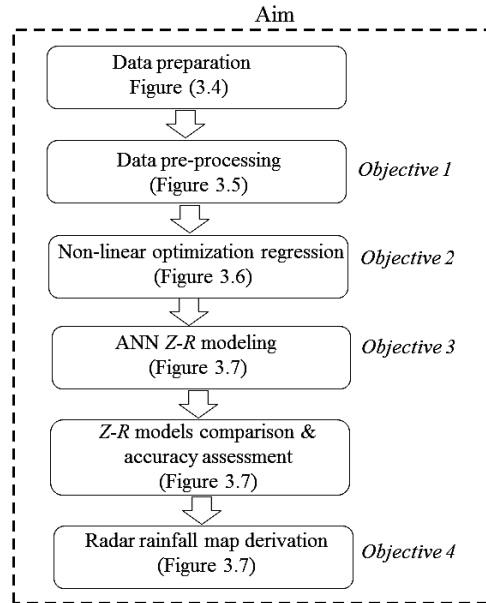 Aim
Data preparation
Figure (3.4)
Data pre-processing
(Figure 3.5)
Objective 1
Non-linear optimization regression
(Figure 3.6)
Objective 2
ANN Z-R modeling
(Figure 3.7)
Objective 3
Z-R models comparison &
accuracy assessment
(Figure 3.7)
Radar rainfall map derivation
(Figure 3.7)
Objective 4